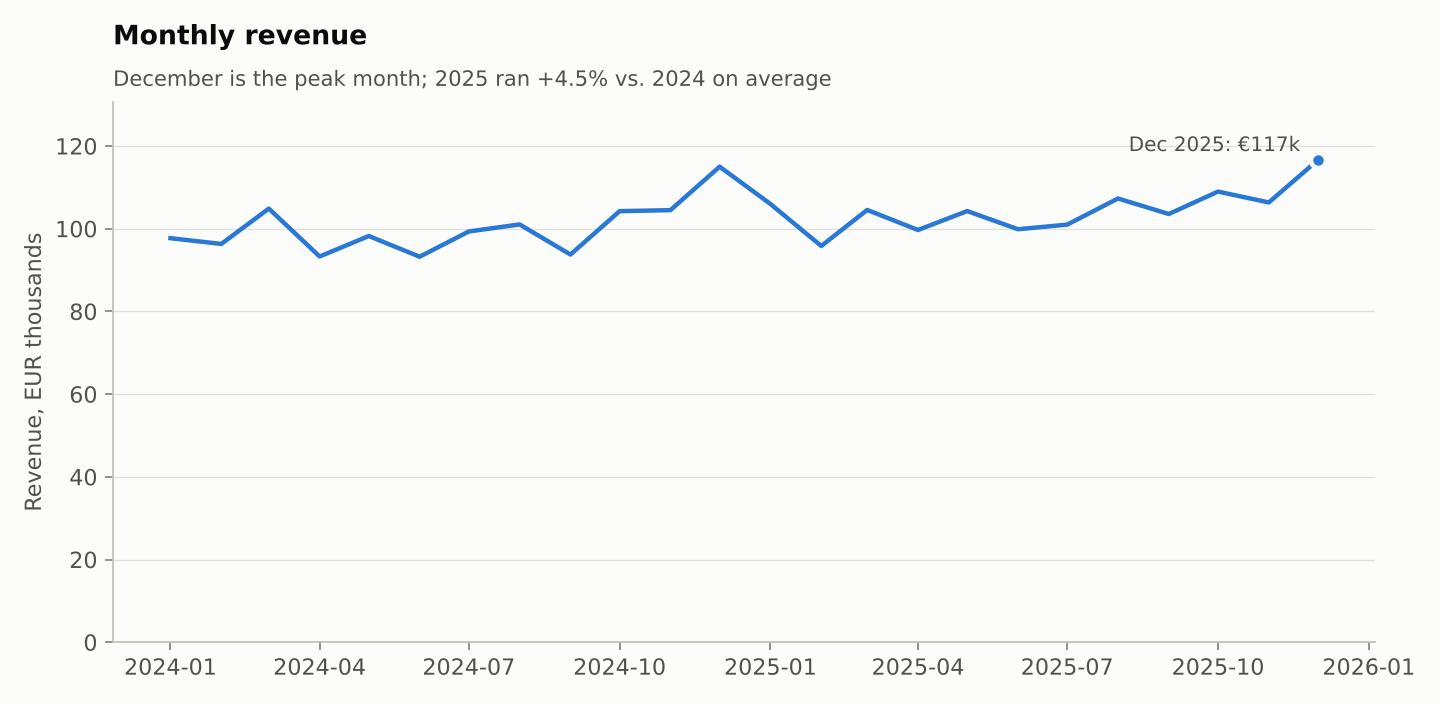 Monthly revenue
December is the peak month; 2025 ran +4.5% vs. 2024 on average
Dec 2025: €117k
Revenue, EUR thousands
120
100
80
60
40
20
0
2024-01 2024-04 2024-07 2024-10 2025-01 2025-04 2025-07 2025-10 2026-01